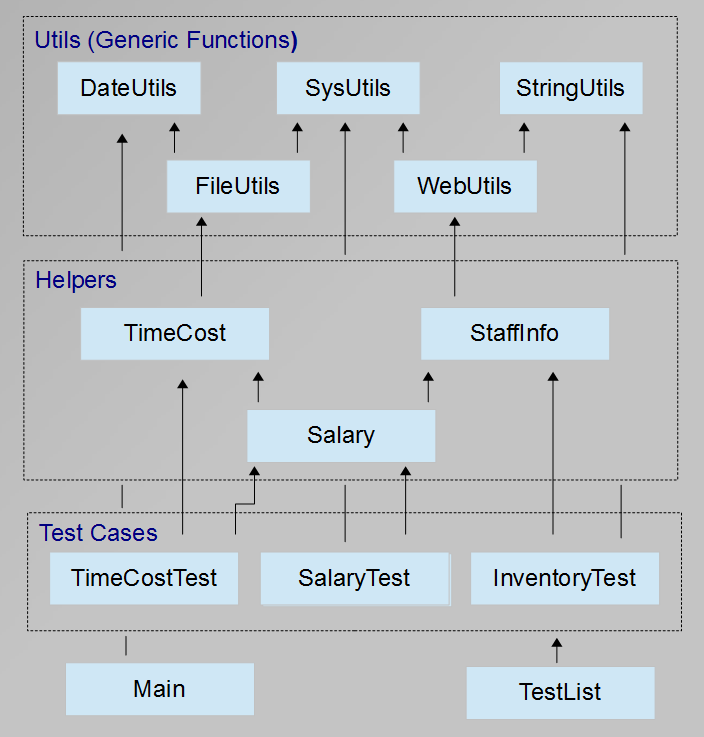 Utils (Generic Functions)
DateUtils
SysUtils
StringUtils
FileUtils
WebUtils
Helpers
TimeCost
StaffInfo
Salary
Test Cases
TimeCostTest
SalaryTest
InventoryTest
Main
TestList